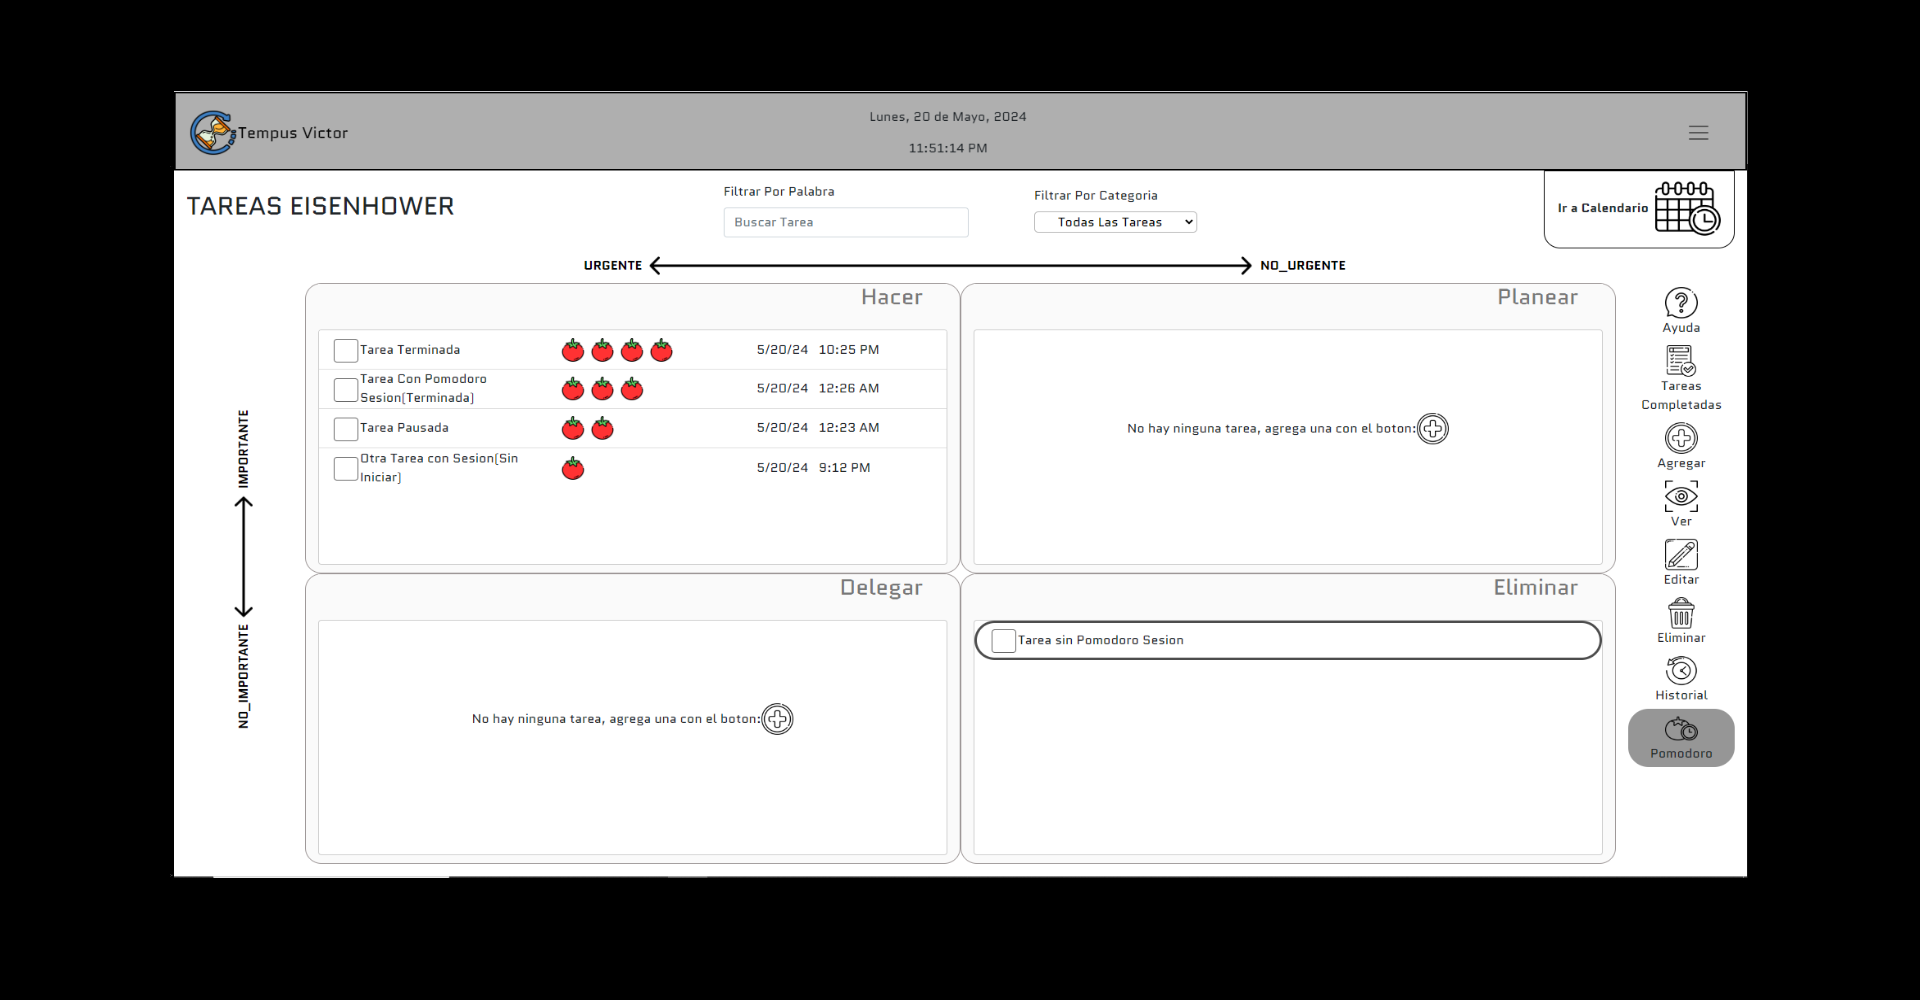 Tempus Victor
Lunes, 20 de Mayo, 2024
11:51:14 PM
TAREAS EISENHOWER
Filtrar Por Palabra
Buscar Tarea
Filtrar Por Categoria
Todas Las Tareas
Ir a Calendario
URGENTE
NO_URGENTE
IMPORTANTE
NO_IMPORTANTE
Hacer
Tarea Terminada 5/20/24 10:25 PM
Tarea Con Pomodoro
Sesion(Terminada) 5/20/24 12:26 AM
Tarea Pausada 5/20/24 12:23 AM
Otra Tarea con Sesion(Sin
Iniciar) 5/20/24 9:12 PM
Planear
No hay ninguna tarea, agrega una con el boton:
Delegar
No hay ninguna tarea, agrega una con el boton:
Eliminar
Tarea sin Pomodoro Sesion
Ayuda
Tareas
Completadas
Agregar
Ver
Editar
Eliminar
Historial
Pomodoro